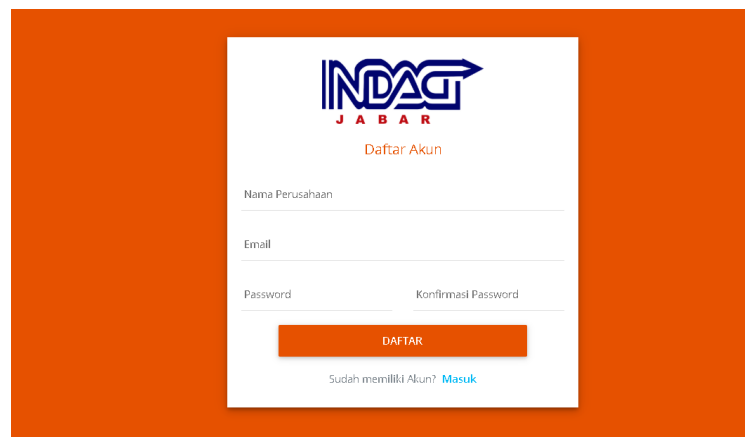 INDAG
JABAR
Daftar Akun
Nama Perusahaan
Email
Password Konfirmasi Password
DAFTAR
Sudah memiliki Akun? Masuk